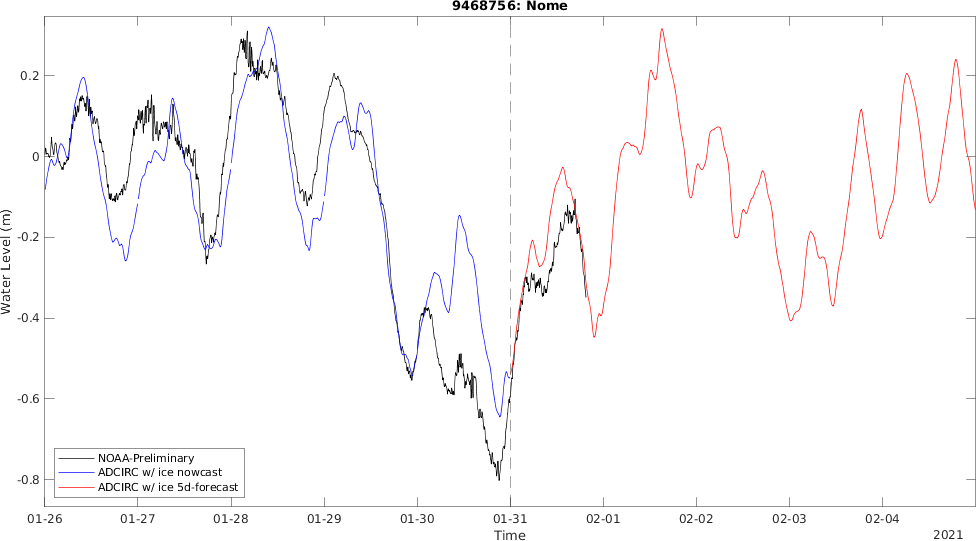 9468756: Nome
Water Level (m)
0.2
0
-0.2
-0.4
-0.6
-0.8
NOAA-Preliminary
ADCIRC w/ ice nowcast
ADCIRC w/ ice 5d-forecast
01-26 01-27 01-28 01-29 01-30 01-31 02-01 02-02 02-03 02-04
Time
2021